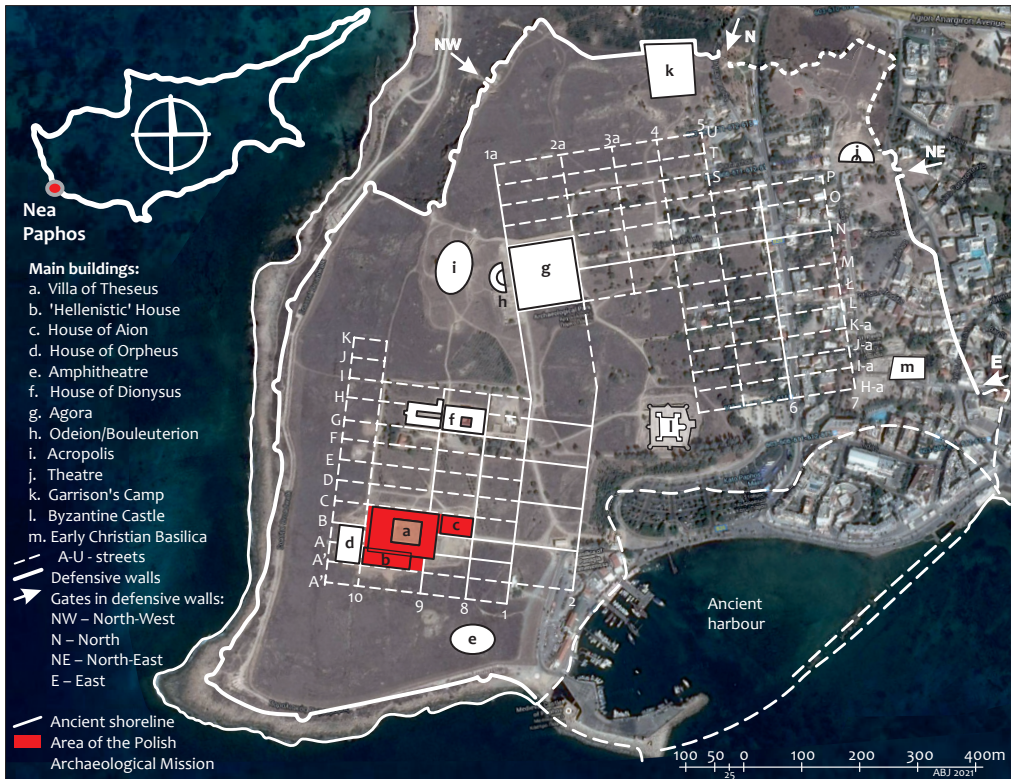 Nea
Paphos
Main buildings:
a. Villa of Theseus
b. 'Hellenistic' House
c. House of Aion
d. House of Orpheus
e. Amphitheatre
f. House of Dionysus
g. Agora
h. Odeion/Bouleuterion
i. Acropolis
j. Theatre
k. Garrison's Camp
l. Byzantine Castle
m. Early Christian Basilica
A-U - streets
Defensive walls
Gates in defensive walls:
NW – North-West
N – North
NE – North-East
E – East
Ancient shoreline
Area of the Polish
Archaeological Mission
NW
N
NE
E
k
j
i
h
g
l
m
f
a
b
c
d
e
1a
2a
3a
4
5
U
T
S
P
O
N
M
Ł
L
K-a
J-a
I-a
H-a
6
7
K
J
I
H
G
F
E
D
C
B
A
A'
A'
10
9
8
1
2
Ancient
harbour
100 50 0 100 200 300 400m
25
ABJ 2021